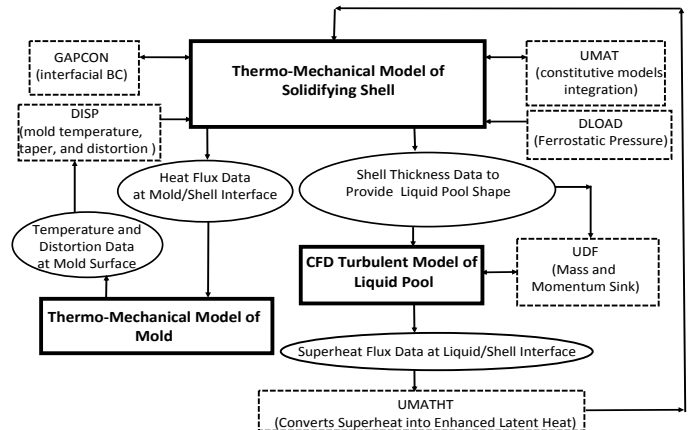 GAPCON
(interfacial BC)
Thermo-Mechanical Model of
Solidifying Shell
UMAT
(constitutive models
integration)
DISP
(mold temperature,
taper, and distortion )
DLOAD
(Ferrostatic Pressure)
Heat Flux Data
at Mold/Shell Interface
Shell Thickness Data to
Provide Liquid Pool Shape
Temperature and
Distortion Data
at Mold Surface
CFD Turbulent Model of
Liquid Pool
UDF
(Mass and
Momentum Sink)
Thermo-Mechanical Model of
Mold
Superheat Flux Data at Liquid/Shell Interface
UMATHT
(Converts Superheat into Enhanced Latent Heat)